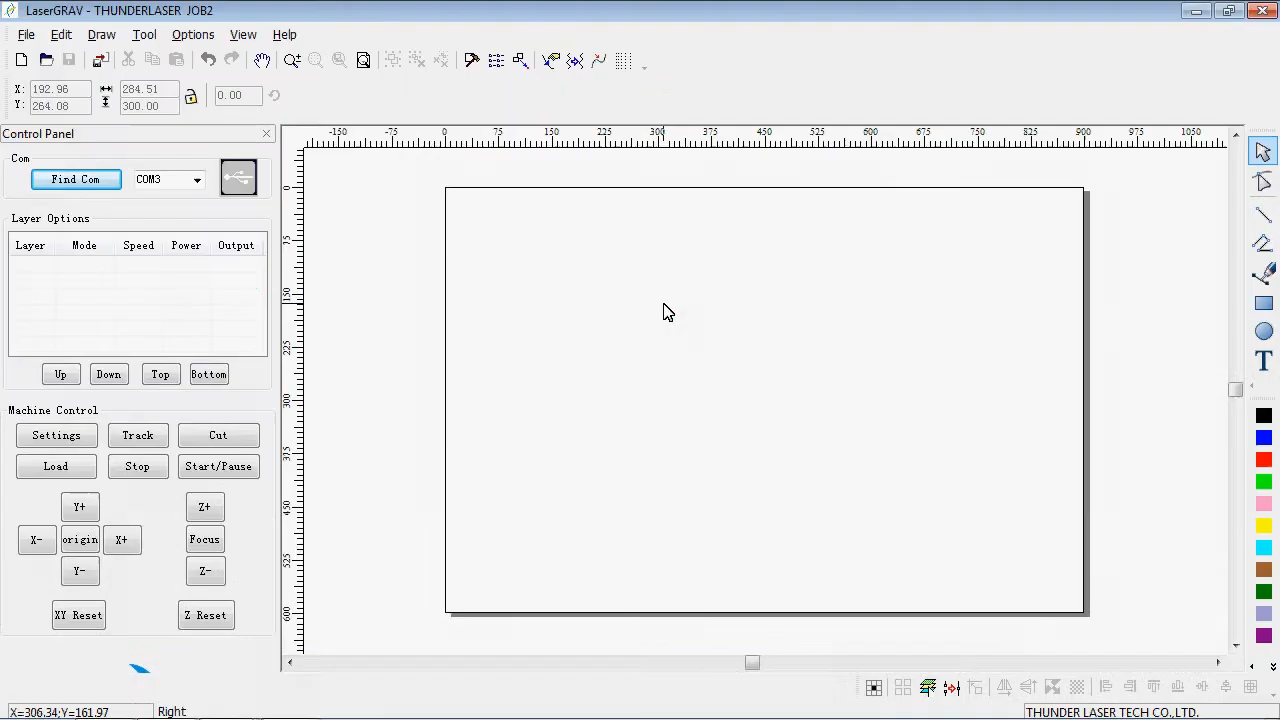 LaserGRAV - THUNDERLASER JOB2
File Edit Draw Tool Options View Help
X: 192.96 284.51 0.00
Y: 264.08 300.00
Control Panel
Com
Find Com COM3
Layer Options
Layer Mode Speed Power Output
Up Down Top Bottom
Machine Control
Settings Track Cut
Load Stop Start/Pause
Y+ Z+
X- origin X+ Focus
Y- Z-
XY Reset Z Reset
-150 -75 0 75 150 225 300 375 450 525 600 675 750 825 900 975 1050
0
75
150
225
300
375
450
525
600
T
X=306.34;Y=161.97 Right THUNDER LASER TECH CO.,LTD.